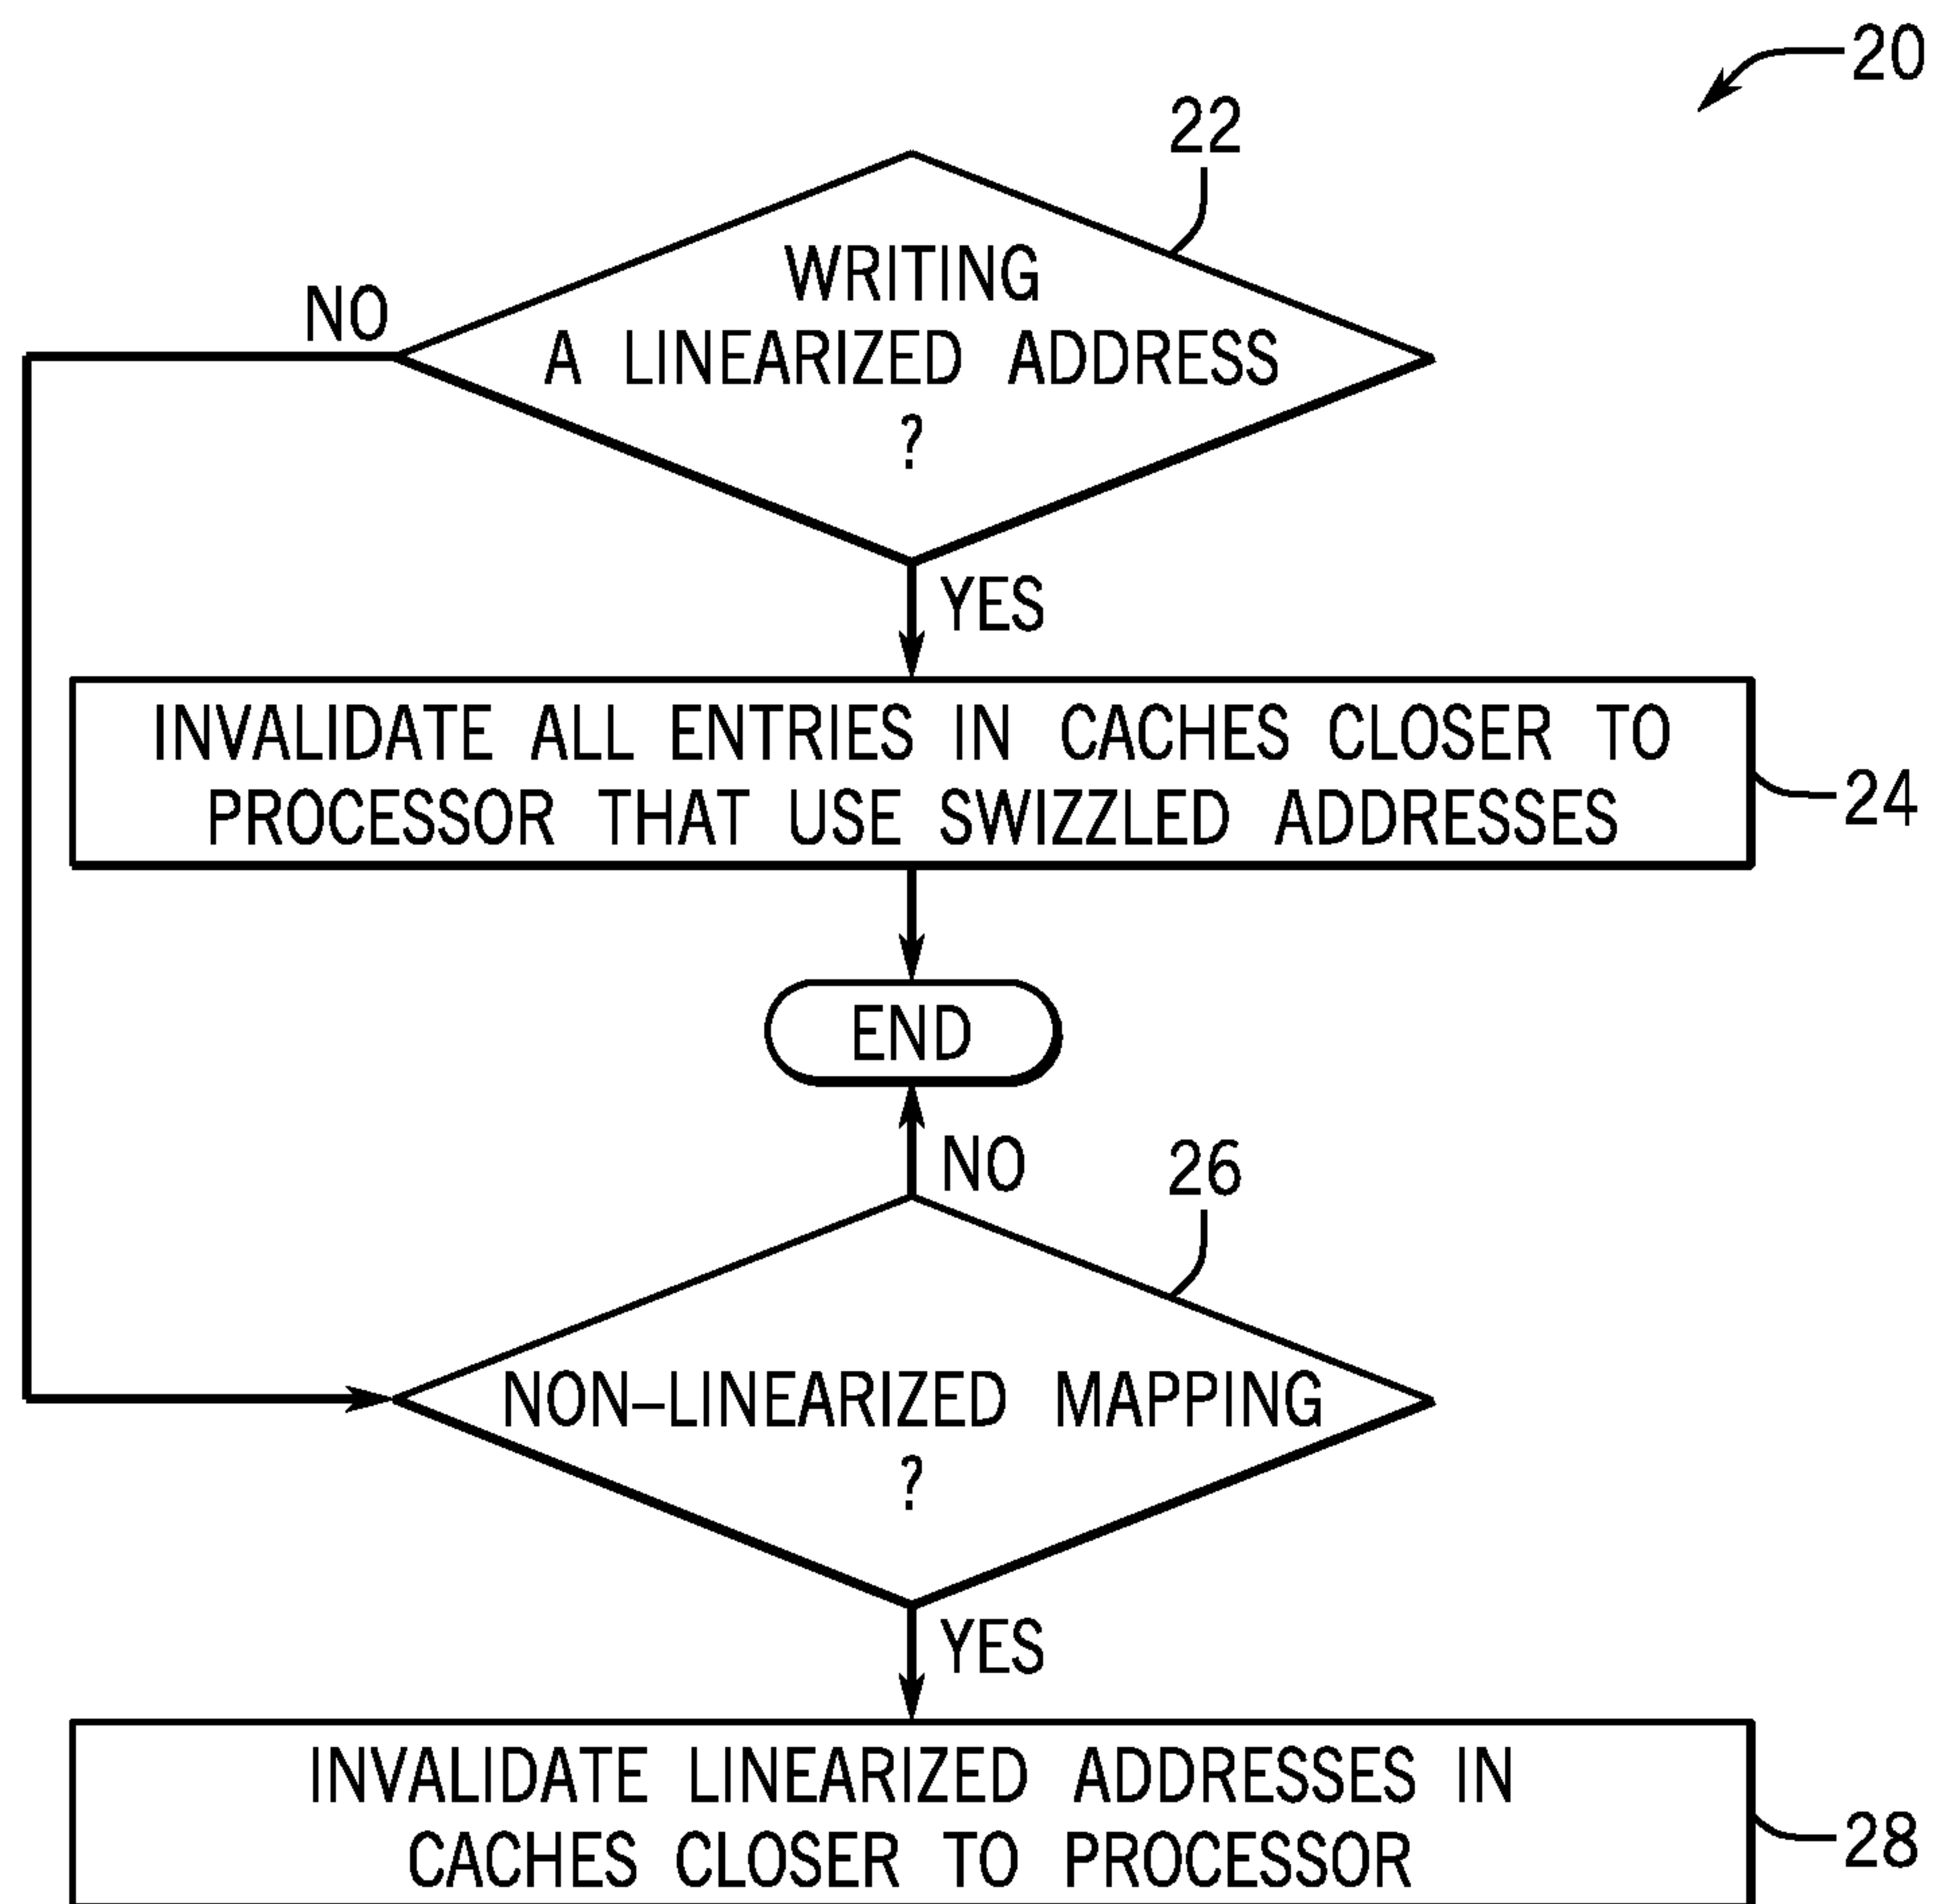 20
22
WRITING
A LINEARIZED ADDRESS
?
NO
YES
INVALIDATE ALL ENTRIES IN CACHES CLOSER TO
PROCESSOR THAT USE SWIZZLED ADDRESSES
24
END
NO
26
NON-LINEARIZED MAPPING
?
YES
INVALIDATE LINEARIZED ADDRESSES IN
CACHES CLOSER TO PROCESSOR
28